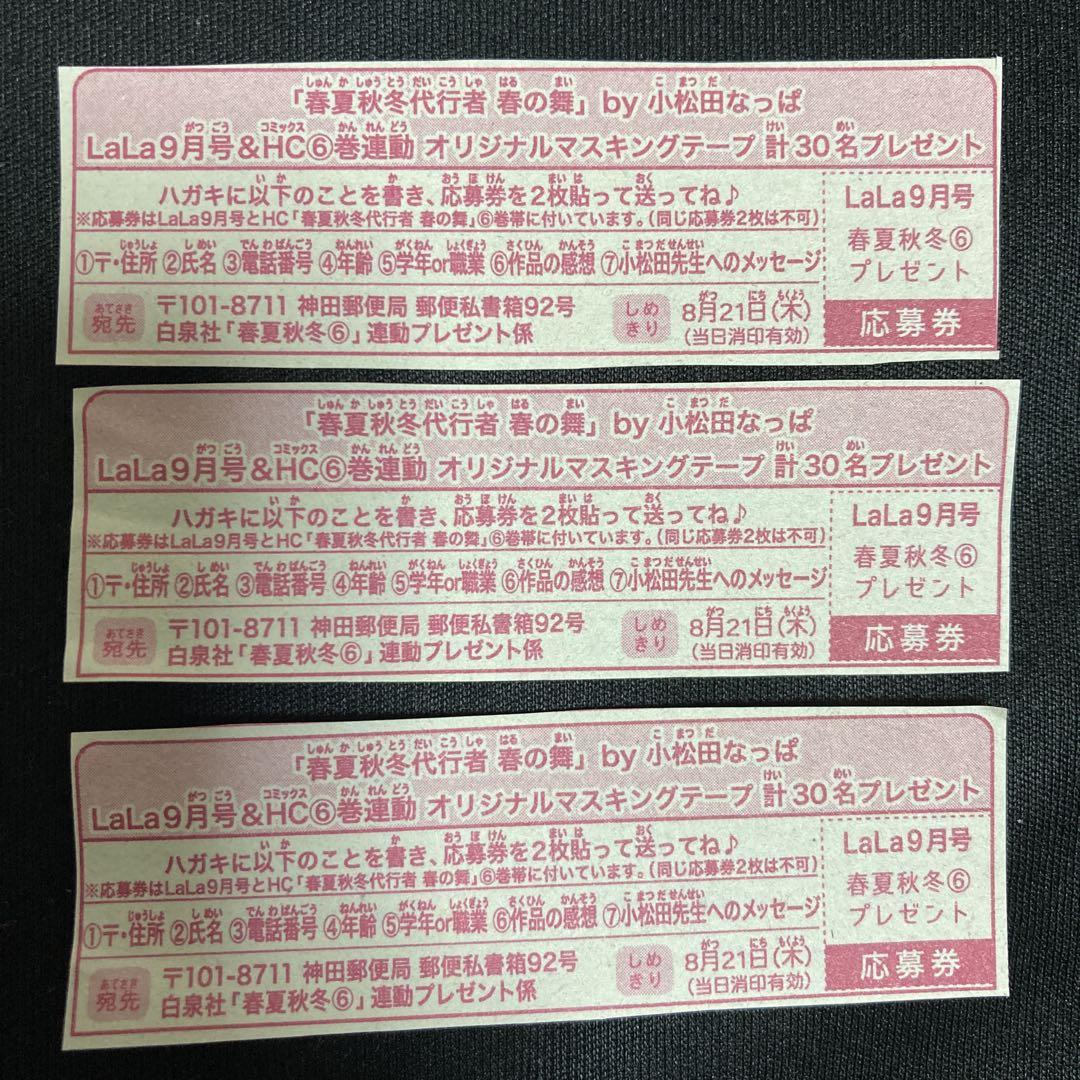 「春夏秋冬代行者 春の舞」by 小松田なっぱ
LaLa9月号&HC⑥巻連動 オリジナルマスキングテープ 計30名プレゼント
ハガキに以下のことを書き、応募券を2枚貼って送ってね♪
※応募券はLaLa9月号とHC「春夏秋冬代行者 春の舞」⑥巻帯に付いています。(同じ応募券2枚は不可)
①〒・住所 ②氏名 ③電話番号 ④年齢 ⑤学年or職業 ⑥作品の感想 ⑦小松田先生へのメッセージ
宛先 〒101-8711 神田郵便局 郵便私書箱92号
白泉社「春夏秋冬⑥」連動プレゼント係
しめきり 8月21日(木)
(当日消印有効)
LaLa9月号
春夏秋冬⑥
プレゼント
応募券
「春夏秋冬代行者 春の舞」by 小松田なっぱ
LaLa9月号&HC⑥巻連動 オリジナルマスキングテープ 計30名プレゼント
ハガキに以下のことを書き、応募券を2枚貼って送ってね♪
※応募券はLaLa9月号とHC「春夏秋冬代行者 春の舞」⑥巻帯に付いています。(同じ応募券2枚は不可)
①〒・住所 ②氏名 ③電話番号 ④年齢 ⑤学年or職業 ⑥作品の感想 ⑦小松田先生へのメッセージ
宛先 〒101-8711 神田郵便局 郵便私書箱92号
白泉社「春夏秋冬⑥」連動プレゼント係
しめきり 8月21日(木)
(当日消印有効)
LaLa9月号
春夏秋冬⑥
プレゼント
応募券
「春夏秋冬代行者 春の舞」by 小松田なっぱ
LaLa9月号&HC⑥巻連動 オリジナルマスキングテープ 計30名プレゼント
ハガキに以下のことを書き、応募券を2枚貼って送ってね♪
※応募券はLaLa9月号とHC「春夏秋冬代行者 春の舞」⑥巻帯に付いています。(同じ応募券2枚は不可)
①〒・住所 ②氏名 ③電話番号 ④年齢 ⑤学年or職業 ⑥作品の感想 ⑦小松田先生へのメッセージ
宛先 〒101-8711 神田郵便局 郵便私書箱92号
白泉社「春夏秋冬⑥」連動プレゼント係
しめきり 8月21日(木)
(当日消印有効)
LaLa9月号
春夏秋冬⑥
プレゼント
応募券